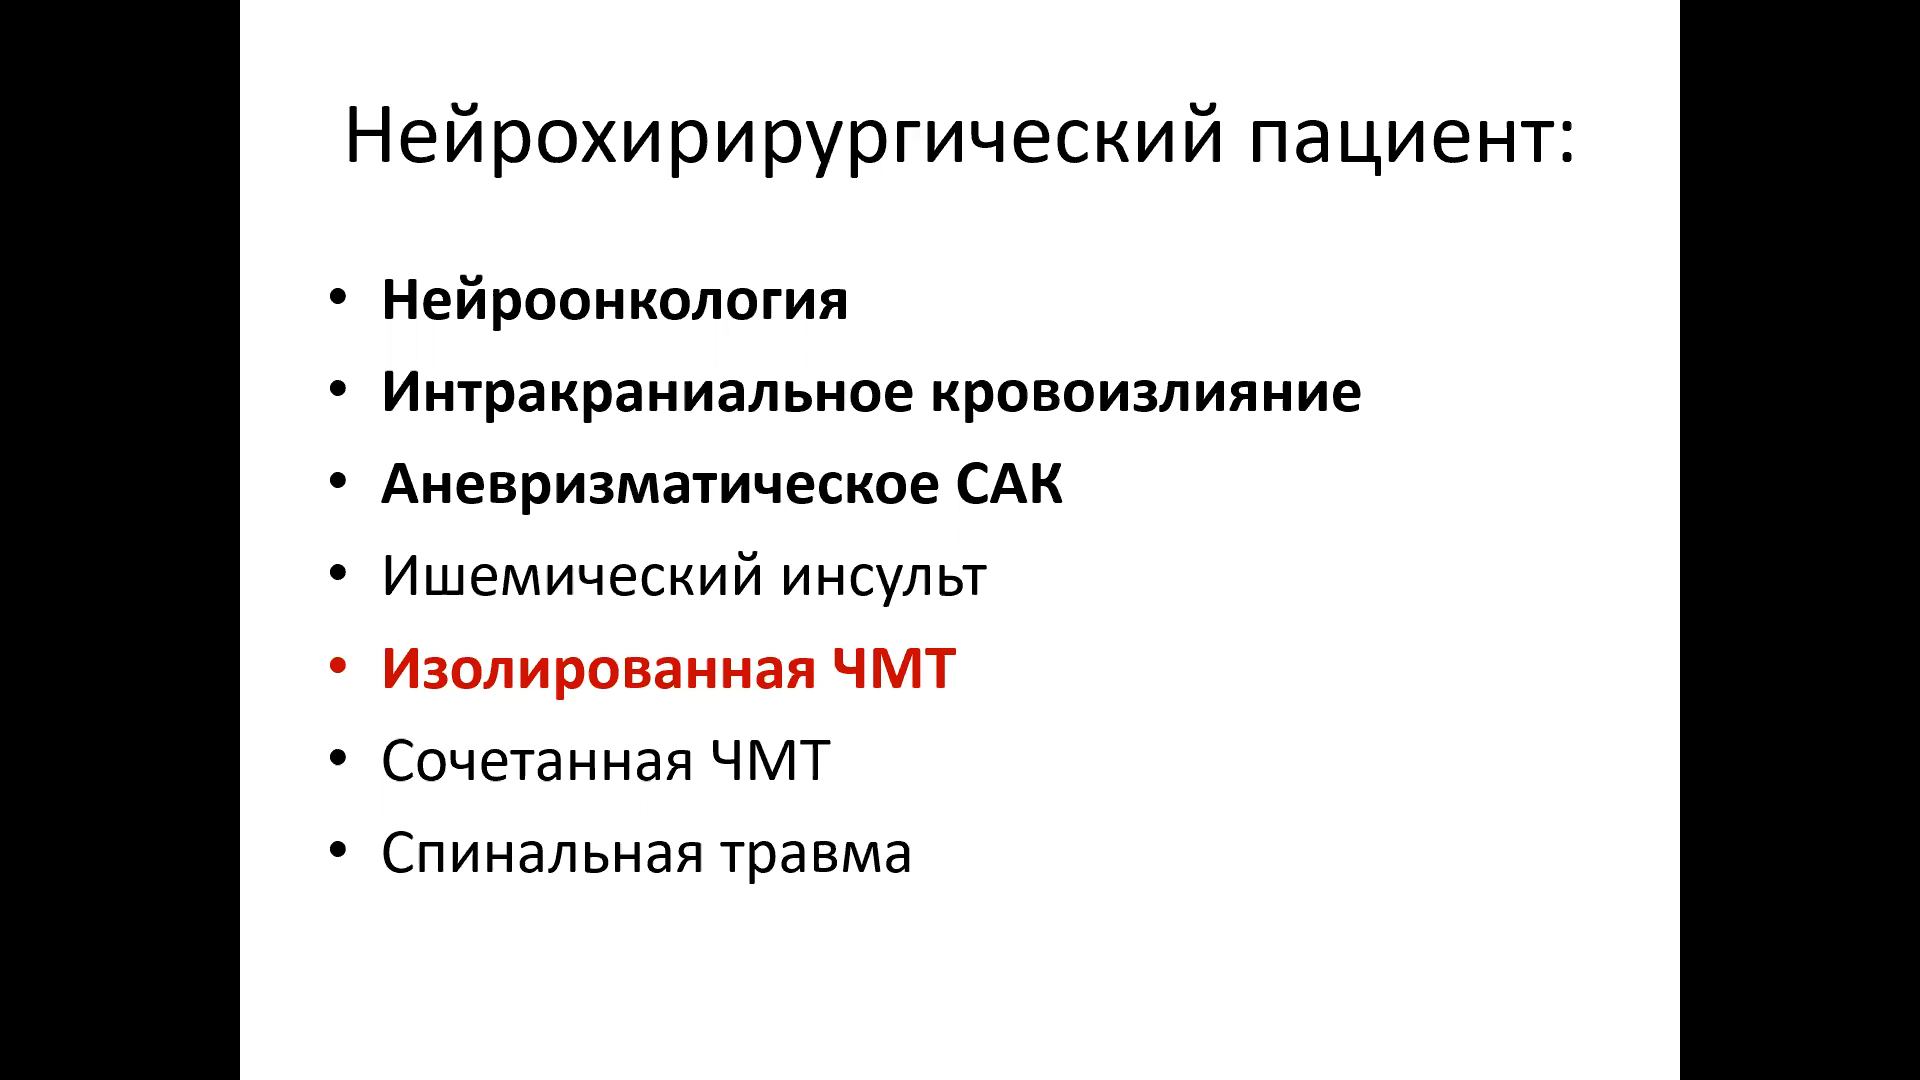 Нейрохирирургический пациент:
• Нейроонкология
• Интракраниальное кровоизлияние
• Аневризматическое САК
• Ишемический инсульт
• Изолированная ЧМТ
• Сочетанная ЧМТ
• Спинальная травма